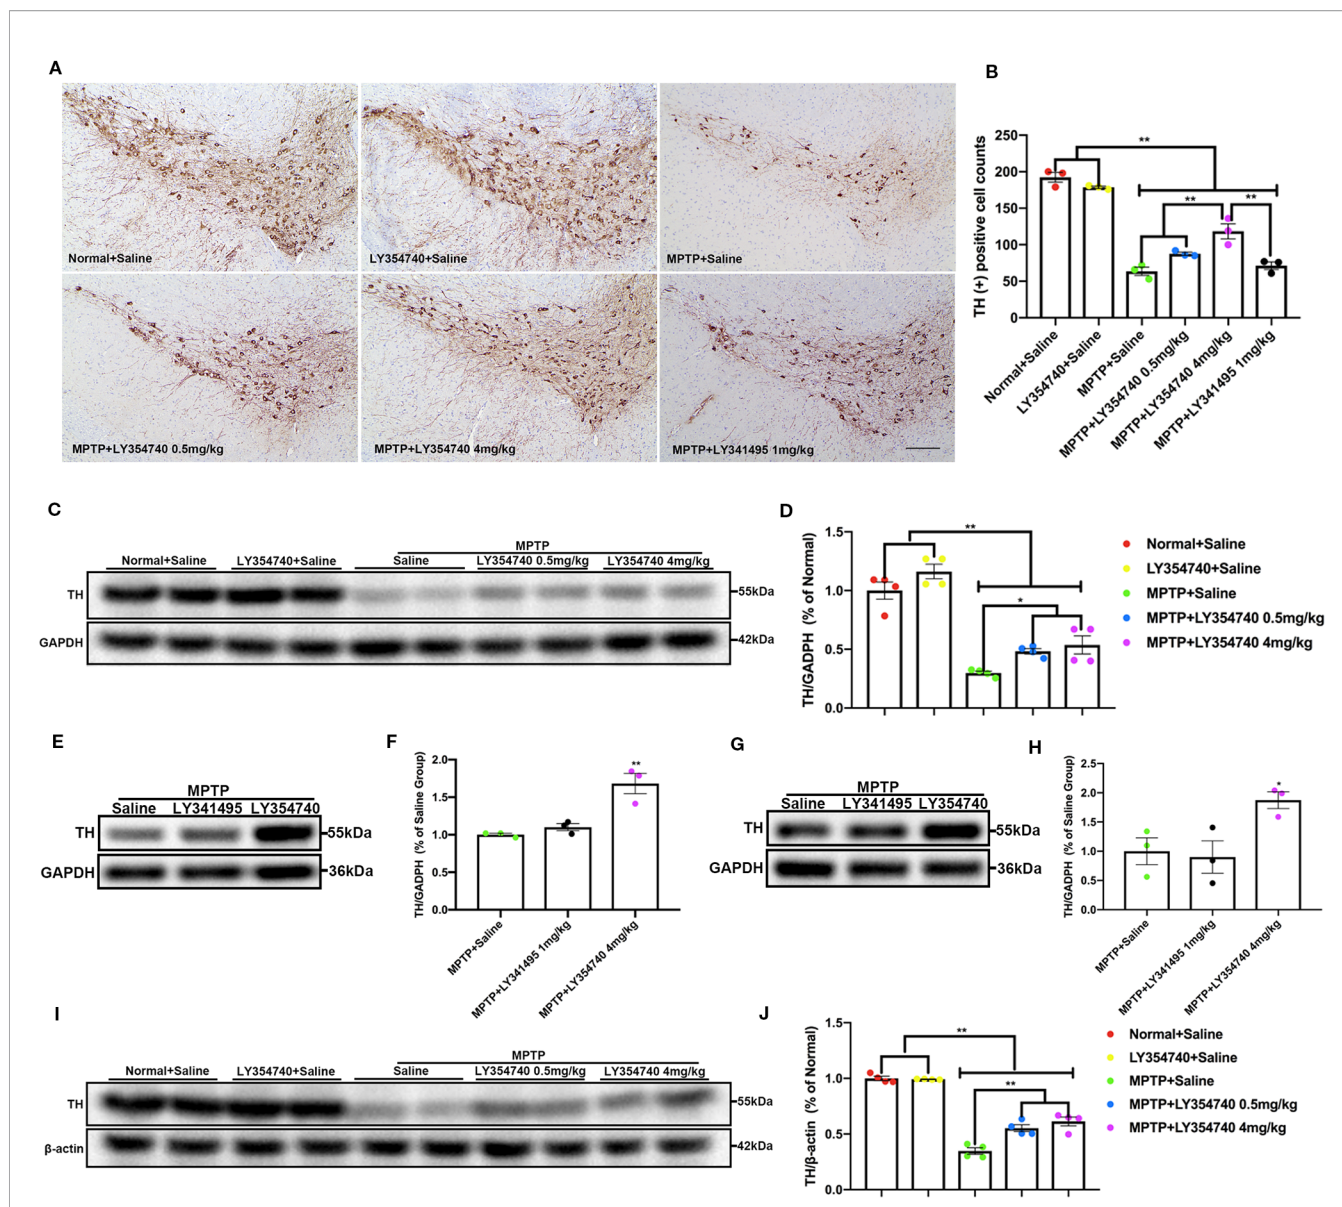 A
Normal+Saline
LY354740+Saline
MPTP+Saline
MPTP+LY354740 0.5mg/kg
MPTP+LY354740 4mg/kg
MPTP+LY341495 1mg/kg
B
TH (+) positive cell counts
250
200
150
100
50
0
**
**
**
Normal+Saline
LY354740+Saline
MPTP+Saline
MPTP+LY354740 0.5mg/kg
MPTP+LY354740 4mg/kg
MPTP+LY341495 1mg/kg
C
MPTP
Normal+Saline
LY354740+Saline
Saline
LY354740 0.5mg/kg
LY354740 4mg/kg
TH
55kDa
GAPDH
42kDa
D
TH/GADPH (% of Normal)
1.5
1.0
0.5
0.0
**
*
Normal+Saline
LY354740+Saline
MPTP+Saline
MPTP+LY354740 0.5mg/kg
MPTP+LY354740 4mg/kg
E
MPTP
Saline LY341495 LY354740
TH
55kDa
GAPDH
36kDa
F
TH/GADPH (% of Saline Group)
2.0
1.5
1.0
0.5
0.0
**
MPTP+Saline
MPTP+LY341495 1mg/kg
MPTP+LY354740 4mg/kg
G
MPTP
Saline LY341495 LY354740
TH
55kDa
GAPDH
36kDa
H
TH/GADPH (% of Saline Group)
2.5
2.0
1.5
1.0
0.5
0.0
*
MPTP+Saline
MPTP+LY341495 1mg/kg
MPTP+LY354740 4mg/kg
I
MPTP
Normal+Saline
LY354740+Saline
Saline
LY354740 0.5mg/kg
LY354740 4mg/kg
TH
55kDa
β-actin
42kDa
J
TH/β-actin (% of Normal)
1.5
1.0
0.5
0.0
**
**
Normal+Saline
LY354740+Saline
MPTP+Saline
MPTP+LY354740 0.5mg/kg
MPTP+LY354740 4mg/kg